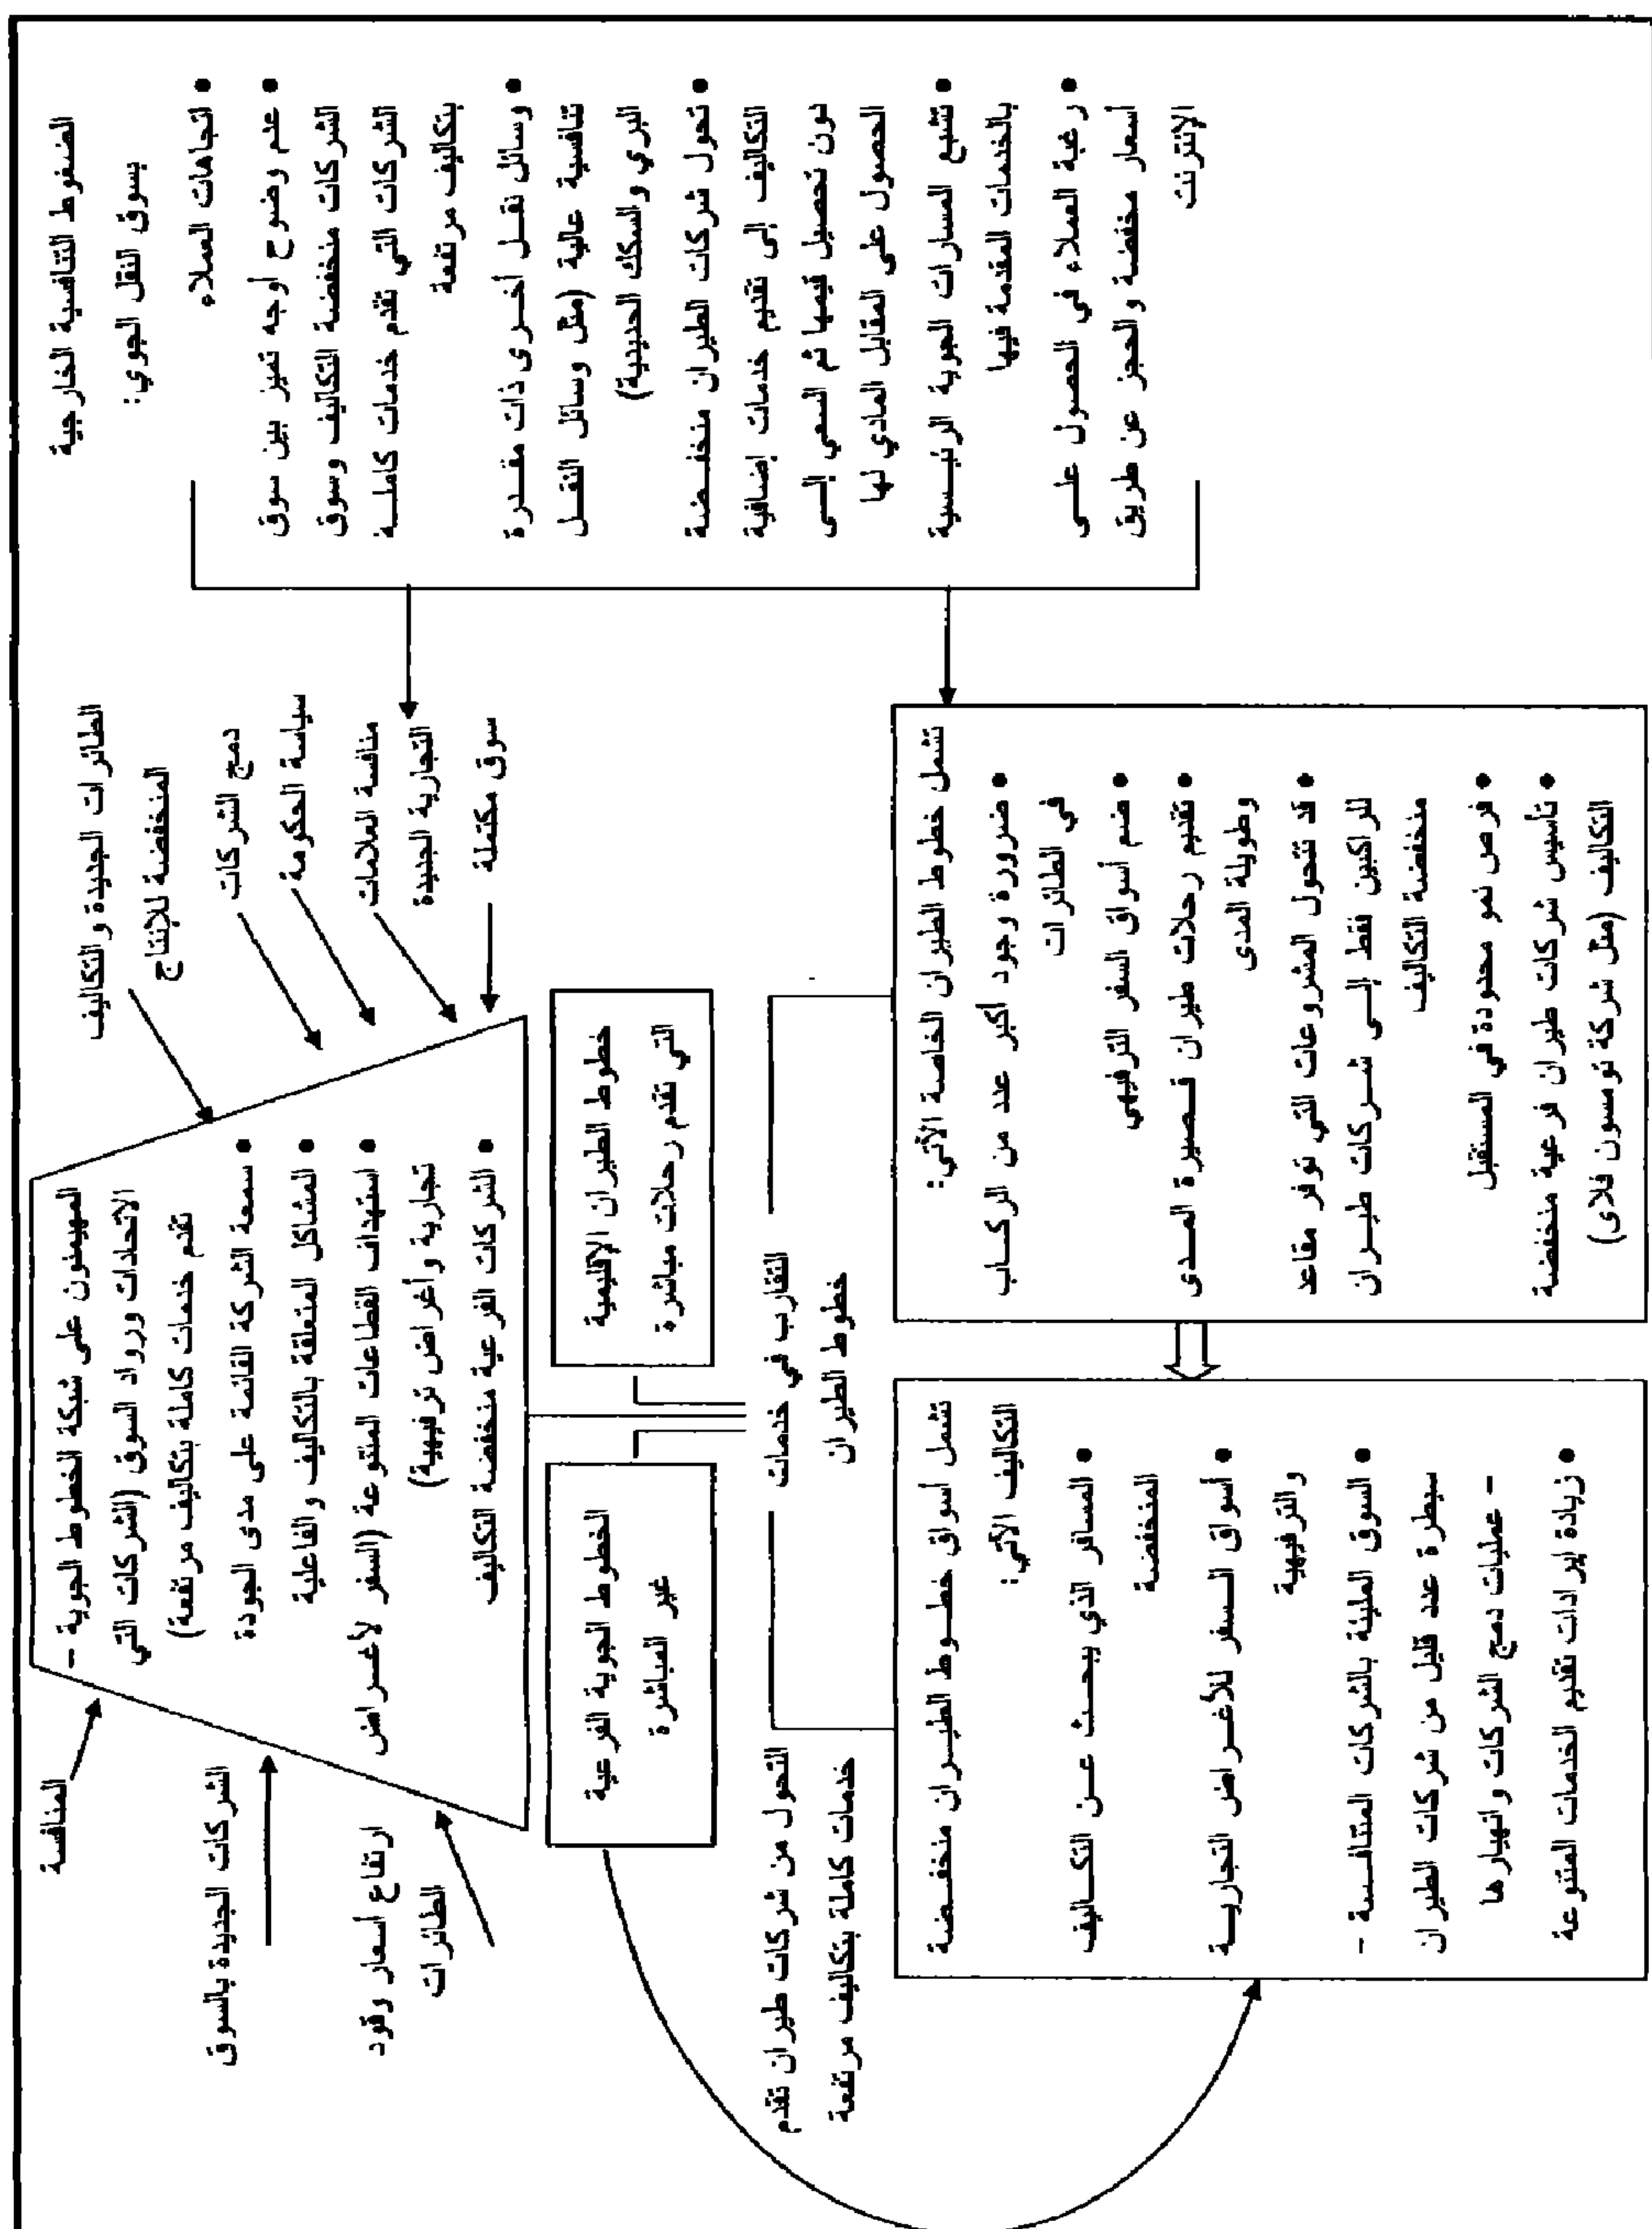 الضغوط التنافسية الخارجية
بسوق النقل الجوي:
• اتجاهات العملاء
• عدم وضوح أوجه تميز بين سوق
الشركات منخفضة التكاليف وسوق
الشركات التي تقدم خدمات كاملة
بتكاليف مرتفعة
• وسائل نقل أخرى ذات مقدرة
تنافسية عالية (مثل وسائل النقل
البري والسكك الحديدية)
• تحول شركات الطيران منخفضة
التكاليف إلى تقديم خدمات إضافية
دون تحصيل قيمها ثم السعي إلى
الحصول على المقابل المادي لها
• تشبع المسارات الجوية الرئيسية
بالخدمات المقدمة فيها
• رغبة العملاء في الحصول على
أسعار مخفضة والحجز عن طريق
الإنترنت
الطائرات الجديدة والتكاليف
المنخفضة للإنتاج
دمج الشركات
سياسة الحكومة
منافسة العلامات
التجارية الجديدة
سوق مكتملة
المهيمنون على شبكة الخطوط الجوية –
الاتحادات ورواد السوق (الشركات التي
تقدم خدمات كاملة بتكاليف مرتفعة)
• سمعة الشركة القائمة على مدى الجودة
• المشاكل المتعلقة بالتكاليف والفاعلية
• استهداف القطاعات المتنوعة (السفر لأغراض
تجارية وأغراض ترفيهية)
• الشركات الفرعية منخفضة التكاليف
المنافسة
الشركات الجديدة بالسوق
ارتفاع أسعار وقود
الطائرات
خطوط الطيران الإقليمية
التي تقدم رحلات مباشرة
الخطوط الجوية الفرعية
غير المباشرة
التقارب في خدمات
خطوط الطيران
التحول من شركات طيران تقدم
خدمات كاملة بتكاليف مرتفعة
تشمل خطوط الطيران الخاصة الآتي:
• ضرورة وجود أكبر عدد من الركاب
في الطائرات
• ضم أسواق السفر الترفيهي
• تقديم رحلات طيران قصيرة المدى
وطويلة المدى
• قد تتحول المشروعات التي توفر مقاعد
للراكبين فقط إلى شركات طيران
منخفضة التكاليف
• فرص نمو محدودة في المستقبل
• تأسيس شركات طيران فرعية منخفضة
التكاليف (مثل شركة تومسون فلاى)
تشمل أسواق خطوط الطيران منخفضة
التكاليف الآتي:
• المسافر الذي يبحث عن التكاليف
المنخفضة
• أسواق السفر للأغراض التجارية
والترفيهية
• السوق المليئة بالشركات المتنافسة –
سيطرة عدد قليل من شركات الطيران
– عمليات دمج الشركات وانهيارها
• زيادة إيرادات تقديم الخدمات المتنوعة